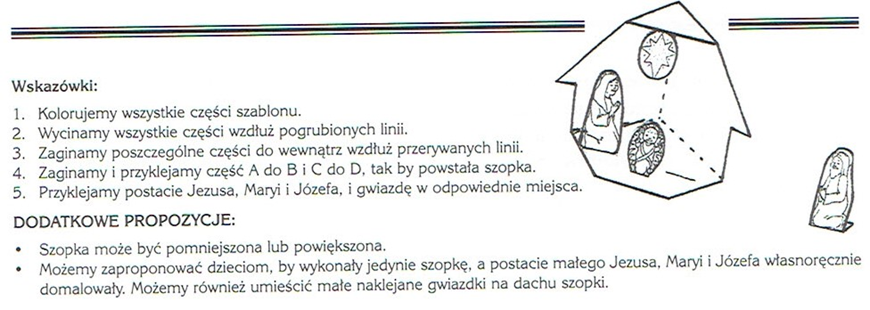 Wskazówki:
1. Kolorujemy wszystkie części szablonu.
2. Wycinamy wszystkie części wzdłuż pogrubionych linii.
3. Zaginamy poszczególne części do wewnątrz wzdłuż przerywanych linii.
4. Zaginamy i przyklejamy część A do B i C do D, tak by powstała szopka.
5. Przyklejamy postacie Jezusa, Maryi i Józefa, i gwiazdę w odpowiednie miejsca.
DODATKOWE PROPOZYCJE:
• Szopka może być pomniejszona lub powiększona.
• Możemy zaproponować dzieciom, by wykonały jedynie szopkę, a postacie małego Jezusa, Maryi i Józefa własnoręcznie
domalowały. Możemy również umieścić małe naklejane gwiazdki na dachu szopki.